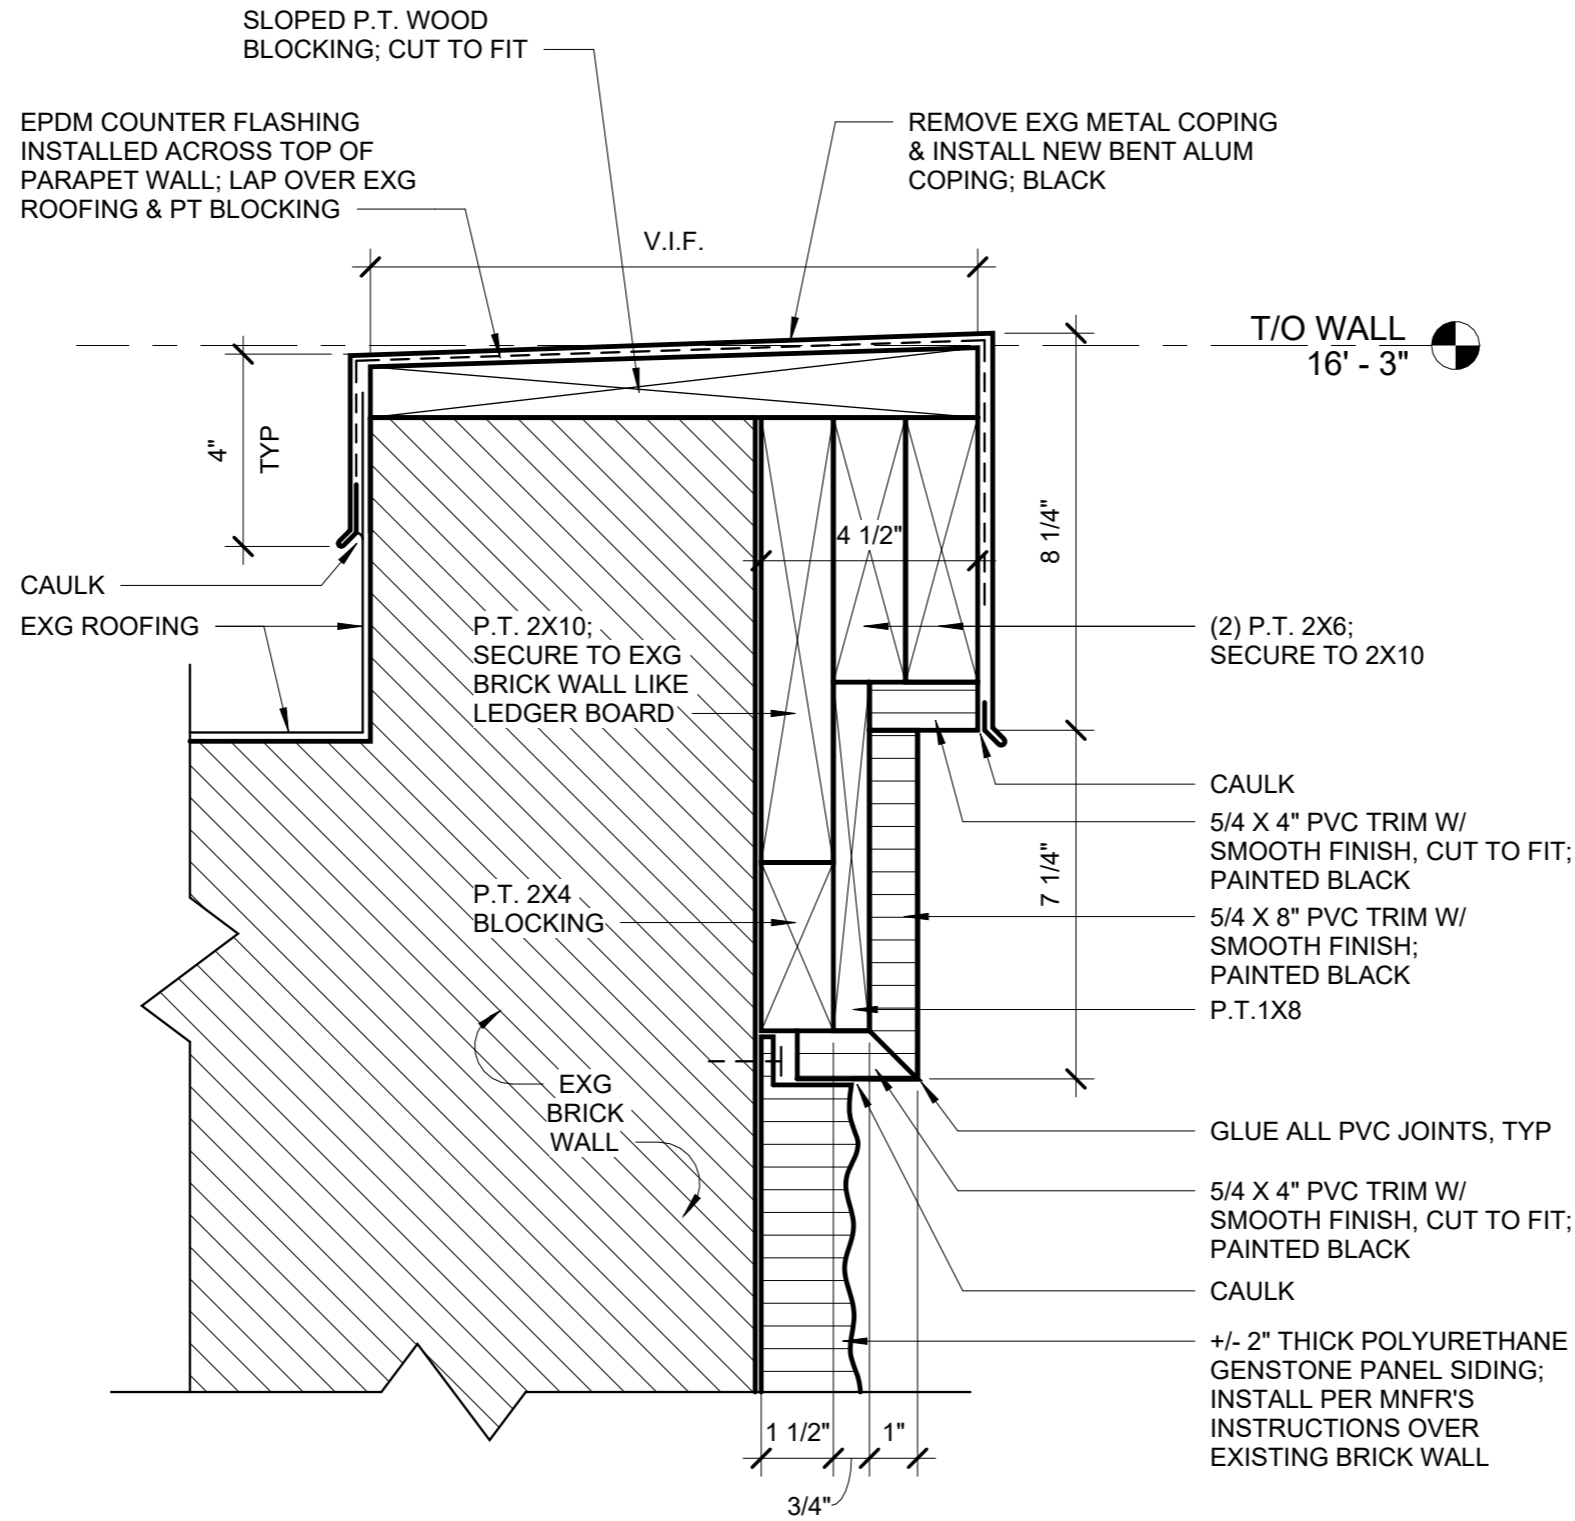 SLOPED P.T. WOOD
BLOCKING; CUT TO FIT
EPDM COUNTER FLASHING
INSTALLED ACROSS TOP OF
PARAPET WALL; LAP OVER EXG
ROOFING & PT BLOCKING
REMOVE EXG METAL COPING
& INSTALL NEW BENT ALUM
COPING; BLACK
V.I.F.
T/O WALL
16' - 3"
4"
TYP
4 1/2"
8 1/4"
CAULK
EXG ROOFING
P.T. 2X10;
SECURE TO EXG
BRICK WALL LIKE
LEDGER BOARD
(2) P.T. 2X6;
SECURE TO 2X10
CAULK
5/4 X 4" PVC TRIM W/
SMOOTH FINISH, CUT TO FIT;
PAINTED BLACK
7 1/4"
P.T. 2X4
BLOCKING
5/4 X 8" PVC TRIM W/
SMOOTH FINISH;
PAINTED BLACK
P.T.1X8
EXG
BRICK
WALL
GLUE ALL PVC JOINTS, TYP
5/4 X 4" PVC TRIM W/
SMOOTH FINISH, CUT TO FIT;
PAINTED BLACK
CAULK
+/- 2" THICK POLYURETHANE
GENSTONE PANEL SIDING;
INSTALL PER MNFR'S
INSTRUCTIONS OVER
EXISTING BRICK WALL
1 1/2"
1"
3/4"